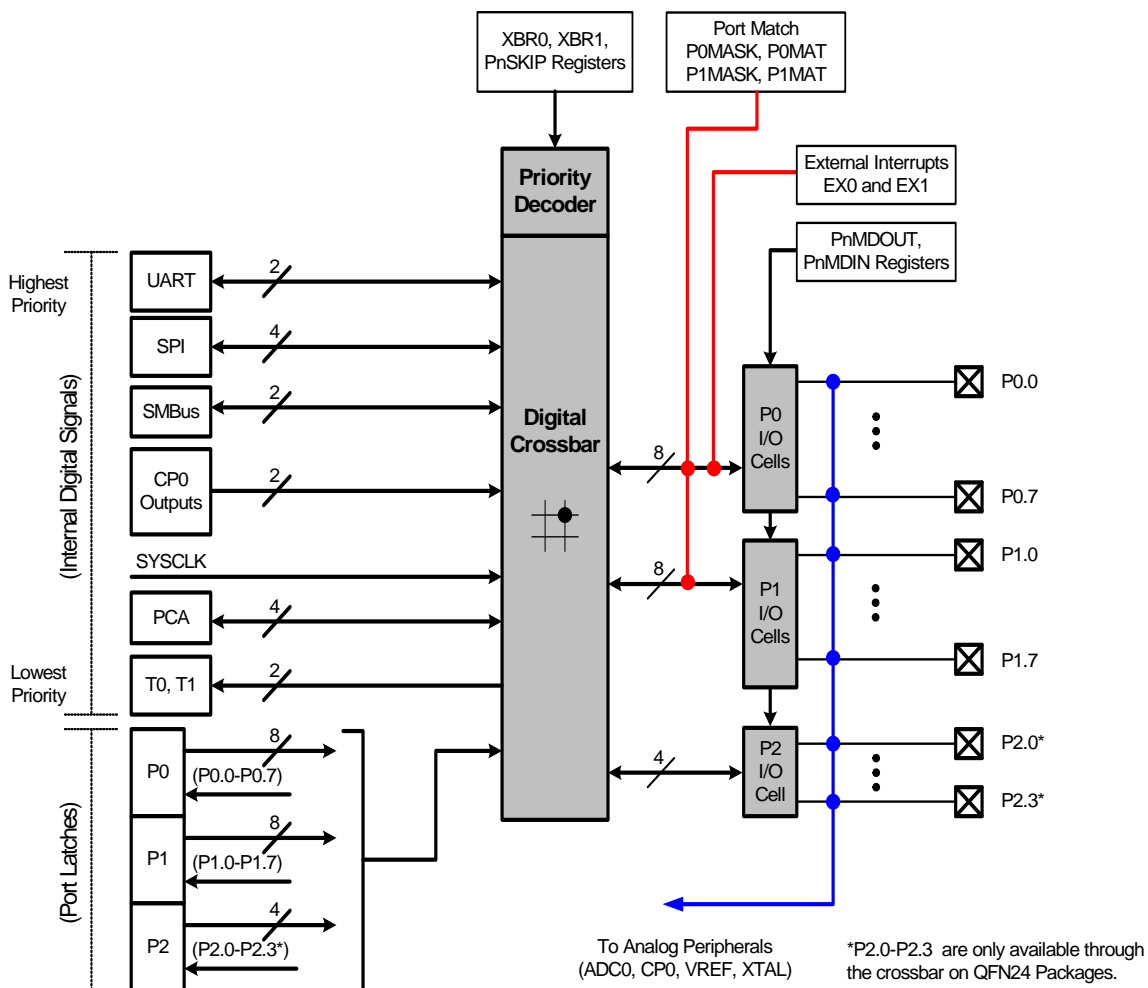 XBR0, XBR1,
PnSKIP Registers
Port Match
P0MASK, P0MAT
P1MASK, P1MAT
External Interrupts
EX0 and EX1
Priority
Decoder
PnMDOUT,
PnMDIN Registers
Highest
Priority
(Internal Digital Signals)
UART
2
SPI
4
SMBus
2
CP0
Outputs
2
SYSCLK
PCA
4
Lowest
Priority
T0, T1
2
Digital
Crossbar
8
P0
I/O
Cells
P0.0
P0.7
8
P1
I/O
Cells
P1.0
P1.7
4
P2
I/O
Cell
P2.0*
P2.3*
(Port Latches)
P0
8
(P0.0-P0.7)
P1
8
(P1.0-P1.7)
P2
4
(P2.0-P2.3*)
To Analog Peripherals
(ADC0, CP0, VREF, XTAL)
*P2.0-P2.3 are only available through
the crossbar on QFN24 Packages.